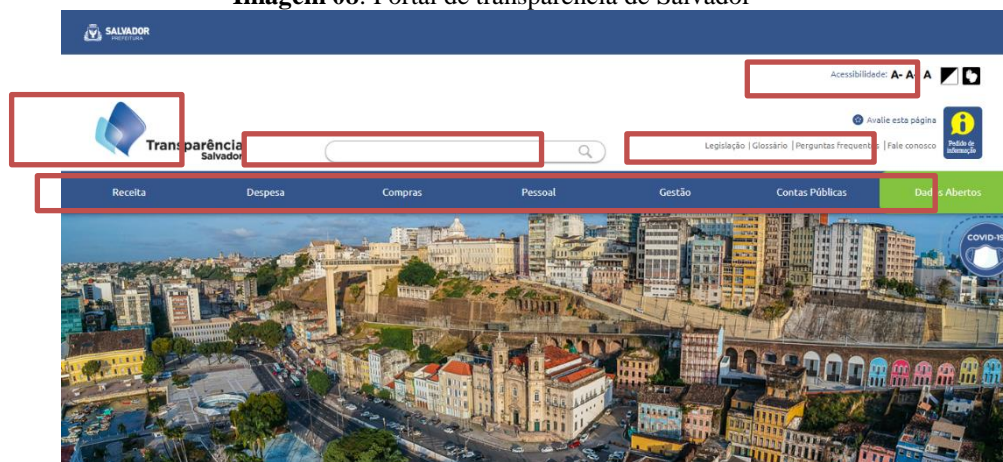 Imagem 08: Portal de transparência de Salvador
SALVADOR
PREFEITURA
Acessibilidade: A- A+ A
Avalie esta página
Transparência
Salvador
Legislação | Glossário | Perguntas frequentes | Fale conosco
Pedido de
informação
Receita Despesa Compras Pessoal Gestão Contas Públicas Dados Abertos
COVID-19